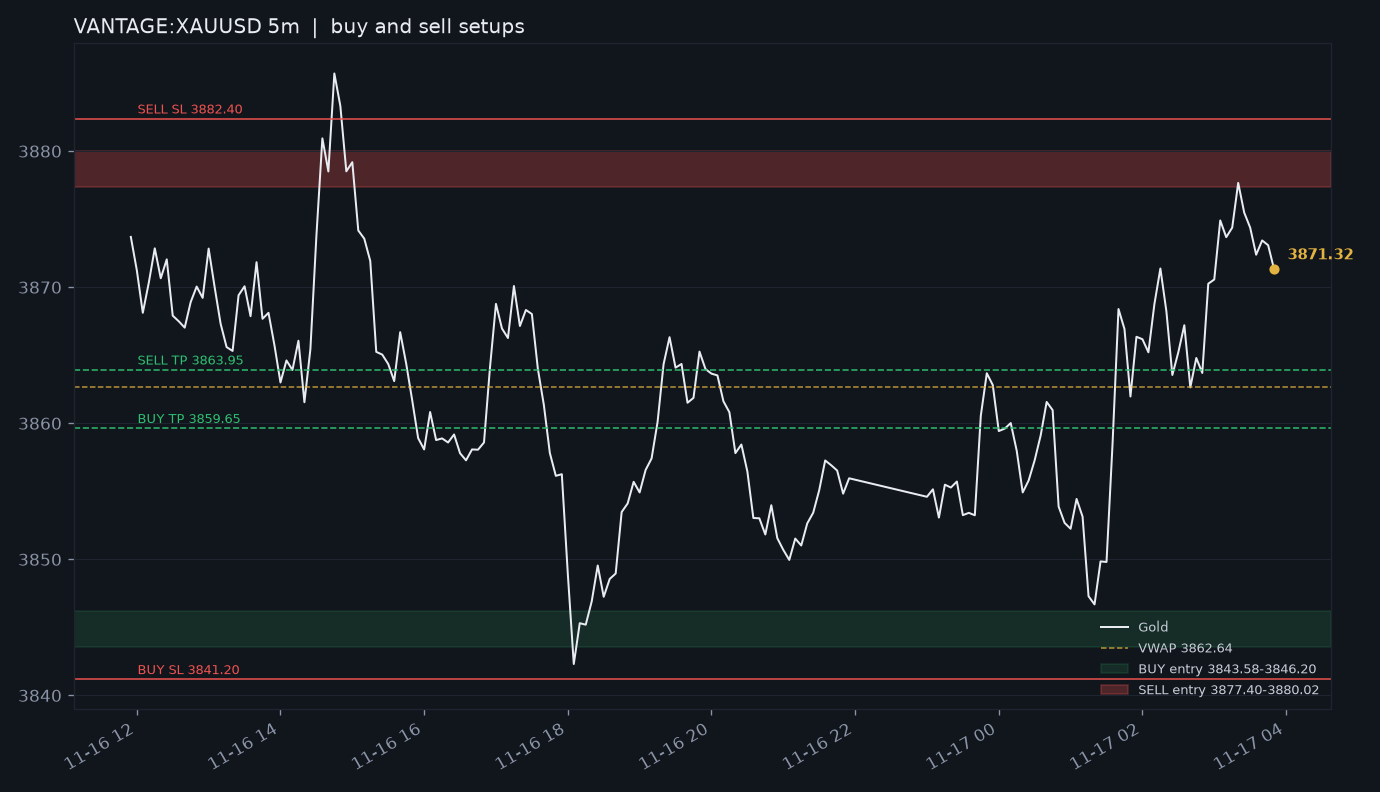 VANTAGE:XAUUSD 5m | buy and sell setups
SELL SL 3882.40
3880
3871.32
3870
SELL TP 3863.95
BUY TP 3859.65
3860
3850
Gold
VWAP 3862.64
BUY entry 3843.58-3846.20
SELL entry 3877.40-3880.02
BUY SL 3841.20
3840
11-16 12
11-16 14
11-16 16
11-16 18
11-16 20
11-16 22
11-17 00
11-17 02
11-17 04